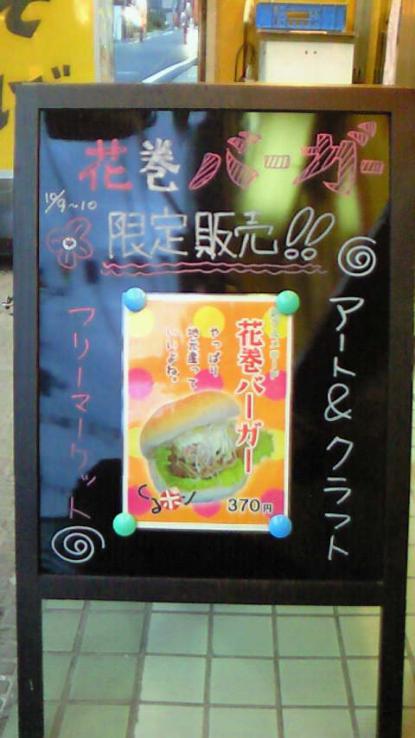 花巻バーガー
10/9~10
限定販売!!
アート&クラフト
花巻バーガー
やっぱり
地元産って
いいよね。
370円
フリーマーケット